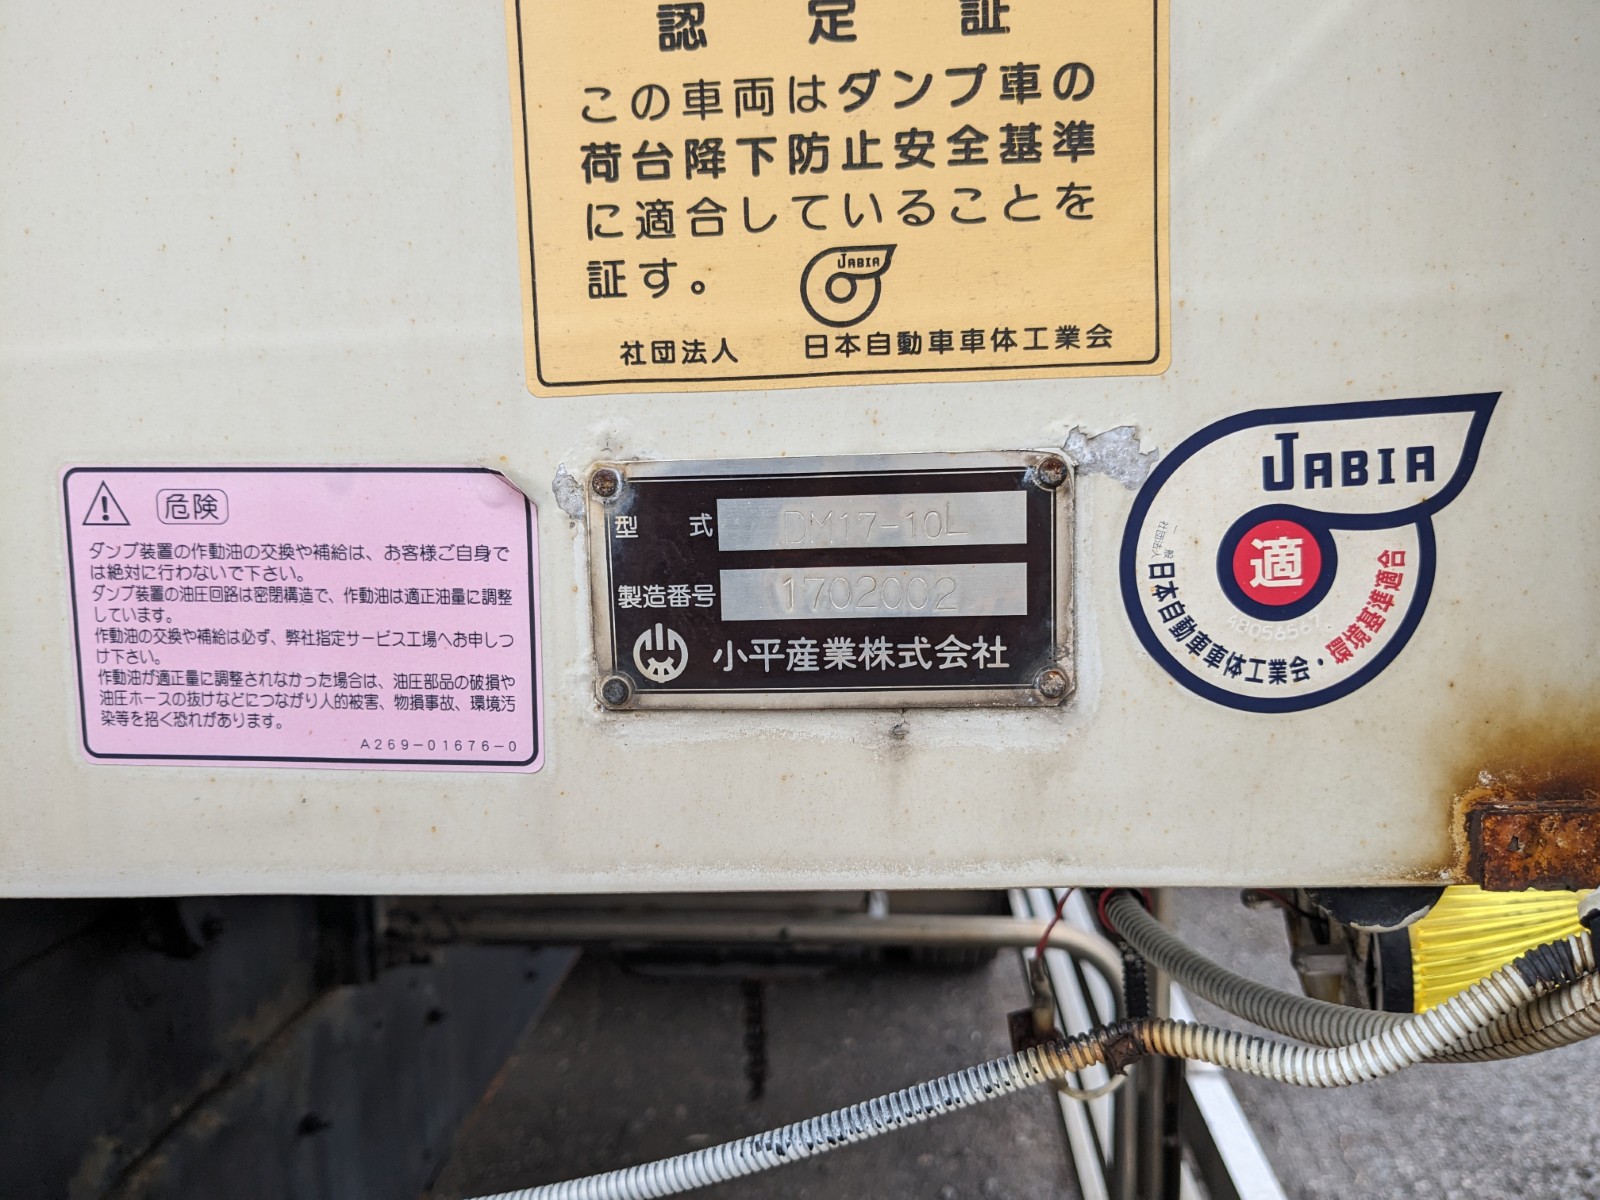 認定証
この車両はダンプ車の
荷台降下防止安全基準
に適合していることを
証す。
JABIA
社団法人 日本自動車車体工業会
危険
ダンプ装置の作動油の交換や補給は、お客様ご自身で
は絶対に行わないで下さい。
ダンプ装置の油圧回路は密閉構造で、作動油は適正油量に調整
しています。
作動油の交換や補給は必ず、弊社指定サービス工場へお申しつ
け下さい。
作動油が適正量に調整されなかった場合は、油圧部品の破損や
油圧ホースの抜けなどにつながり人的被害、物損事故、環境汚
染等を招く恐れがあります。
A269-01676-0
型式 DM17-10L
製造番号 1702002
小平産業株式会社
JABIA
適
一般社団法人 日本自動車車体工業会・環境基準適合